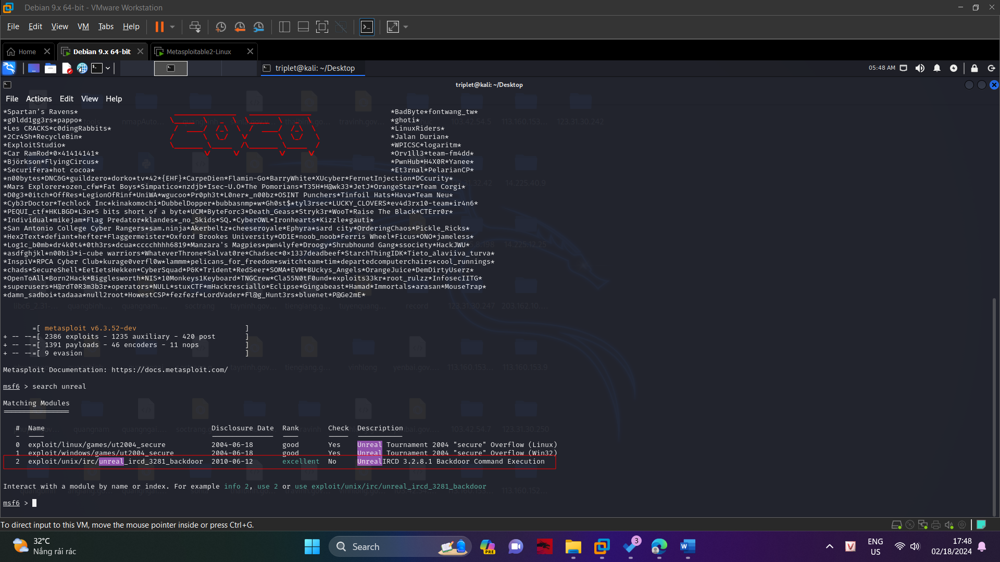 Debian 9.x 64-bit - VMware Workstation
File Edit View VM Tabs Help
Home Debian 9.x 64-bit Metasploitable2-Linux
triplet@kali: ~/Desktop 05:48 AM
triplet@kali: ~/Desktop
File Actions Edit View Help
*Spartan's Ravens* *BadByte*fontwang_tw*
*g0ldd1gg3rs*pappo* *ghoti*
*Les CRACKS*c0dingRabbits* *LinuxRiders*
*2Cr4Sh*RecycleBin* *Jalan Durian*
*ExploitStudio* *WPICSC*logaritm*
*Car RamRod*0×41414141* *Orv1ll3*team-fm4dd*
*Björkson*FlyingCircus* *PwnHub*H4X0R*Yanee*
*Securifera*hot cocoa* *Et3rnal*PelarianCP*
*n00bytes*DNC&G*guildzero*dorko*tv*42*{EHF}*CarpeDien*Flamin-Go*BarryWhite*XUcyber*FernetInjection*DCcurity*
*Mars Explorer*ozen_cfw*Fat Boys*Simpatico*nzdjb*Isec-U.O*The Pomorians*T35H*H@wk33*JetJ*OrangeStar*Team Corgi*
*D0g3*0itch*OffRes*LegionOfRinf*UniWA*wgucoo*Pr0ph3t*L0ner*_n00bz*OSINT Punchers*Tinfoil Hats*Hava*Team Neu*
*Cyb3rDoctor*Techlock Inc*kinakomochi*DubbelDopper*bubbasnmp*w*Gh0st$*tyl3rsec*LUCKY_CLOVERS*ev4d3rx10-team*ir4n6*
*PEQUI_ctf*HKLBGD*L3o*5 bits short of a byte*UCM*ByteForc3*Death_Geass*Stryk3r*WooT*Raise The Black*CTErr0r*
*Individual*mikejam*Flag Predator*klandes*_no_Skids*SQ.*CyberOWL*Ironhearts*Kizzle*gauti*
*San Antonio College Cyber Rangers*sam.ninja*Akerbeltz*cheeseroyale*Ephyra*sard city*OrderingChaos*Pickle_Ricks*
*Hex2Text*defiant*hefter*Flaggermeister*Oxford Brookes University*OD1E*noob_noob*Ferris Wheel*Ficus*ONO*jameless*
*Log1c_b0mb*dr4k0t4*0th3rs*dcua*cccchhhh6819*Manzara's Magpies*pwn4lyfe*Droogy*Shrubhound Gang*ssociety*HackJWU*
*asdfghjkl*n00bi3*i-cube warriors*WhateverThrone*Salvat0re*Chadsec*0×1337deadbeef*StarchThingIDK*Tieto_alaviiva_turva*
*InspiV*RPCA Cyber Club*kurage0verfl0w*lammm*pelicans_for_freedom*switchteam*tim*departedcomputerchairs*cool_runnings*
*chads*SecureShell*EetIetsHekken*CyberSquad*P&K*Trident*RedSeer*SOMA*EVM*BUckys_Angels*OrangeJuice*DemDirtyUserz*
*OpenToAll*Born2Hack*Bigglesworth*NIS*10Monkeys1Keyboard*TNGCrew*Cla55N0tF0und*exploits33kr*root_rulzz*InfosecIITG*
*superusers*H@rdT0R3m3b3r*operators*NULL*stuxCTF*mHackresciallo*Eclipse*Gingabeast*Hamad*Immortals*arasan*MouseTrap*
*damn_sadboi*tadaaa*null2root*HowestCSP*fezfezf*LordVader*Fl@g_Hunt3rs*bluenet*P@Ge2mE*
=[ metasploit v6.3.52-dev ]
+ -- --=[ 2386 exploits - 1235 auxiliary - 420 post ]
+ -- --=[ 1391 payloads - 46 encoders - 11 nops ]
+ -- --=[ 9 evasion ]
Metasploit Documentation: https://docs.metasploit.com/
msf6 > search unreal
Matching Modules
# Name Disclosure Date Rank Check Description
0 exploit/linux/games/ut2004_secure 2004-06-18 good Yes Unreal Tournament 2004 "secure" Overflow (Linux)
1 exploit/windows/games/ut2004_secure 2004-06-18 good Yes Unreal Tournament 2004 "secure" Overflow (Win32)
2 exploit/unix/irc/unreal_ircd_3281_backdoor 2010-06-12 excellent No UnrealIRCD 3.2.8.1 Backdoor Command Execution
Interact with a module by name or index. For example info 2, use 2 or use exploit/unix/irc/unreal_ircd_3281_backdoor
msf6 >
To direct input to this VM, move the mouse pointer inside or press Ctrl+G.
32°C
Nắng rải rác
Search
PRE
3
ENG
US
17:48
02/18/2024